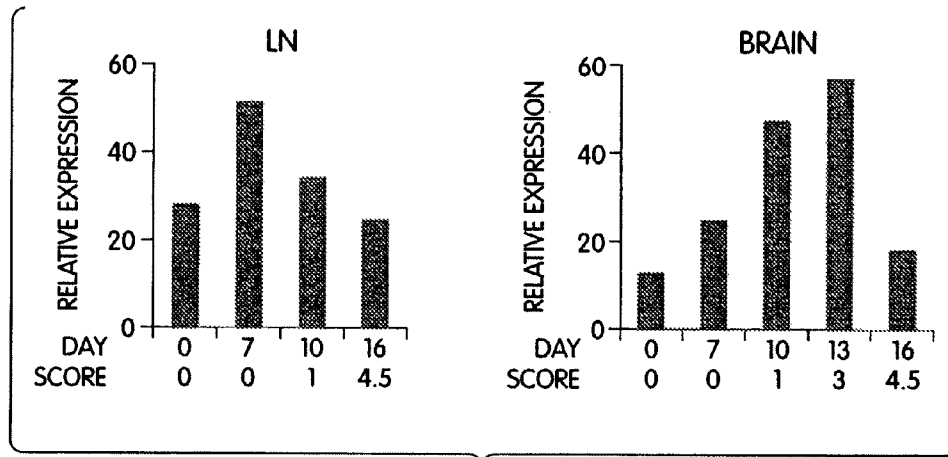 LN
RELATIVE EXPRESSION
60
40
20
0
DAY 0 7 10 16
SCORE 0 0 1 4.5
BRAIN
RELATIVE EXPRESSION
60
40
20
0
DAY 0 7 10 13 16
SCORE 0 0 1 3 4.5